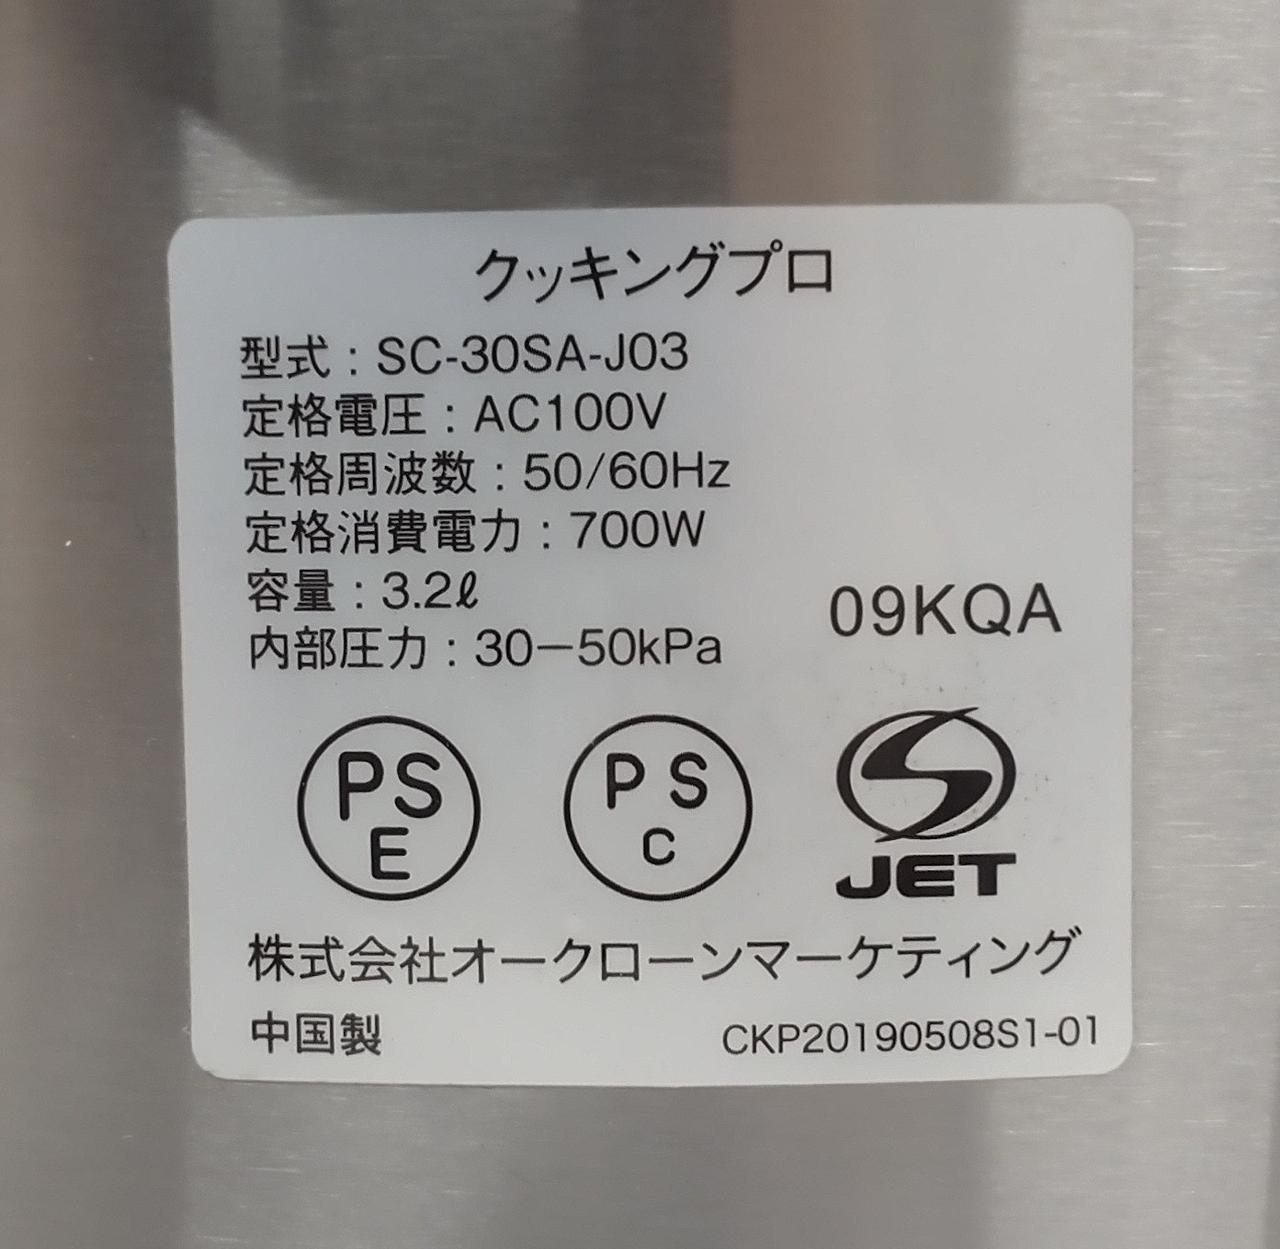 クッキングプロ
型式：SC-30SA-J03
定格電圧：AC100V
定格周波数：50/60Hz
定格消費電力：700W
容量：3.2ℓ
内部圧力：30−50kPa
09KQA
PS
E
PS
C
JET
株式会社オークローンマーケティング
中国製
CKP20190508S1-01